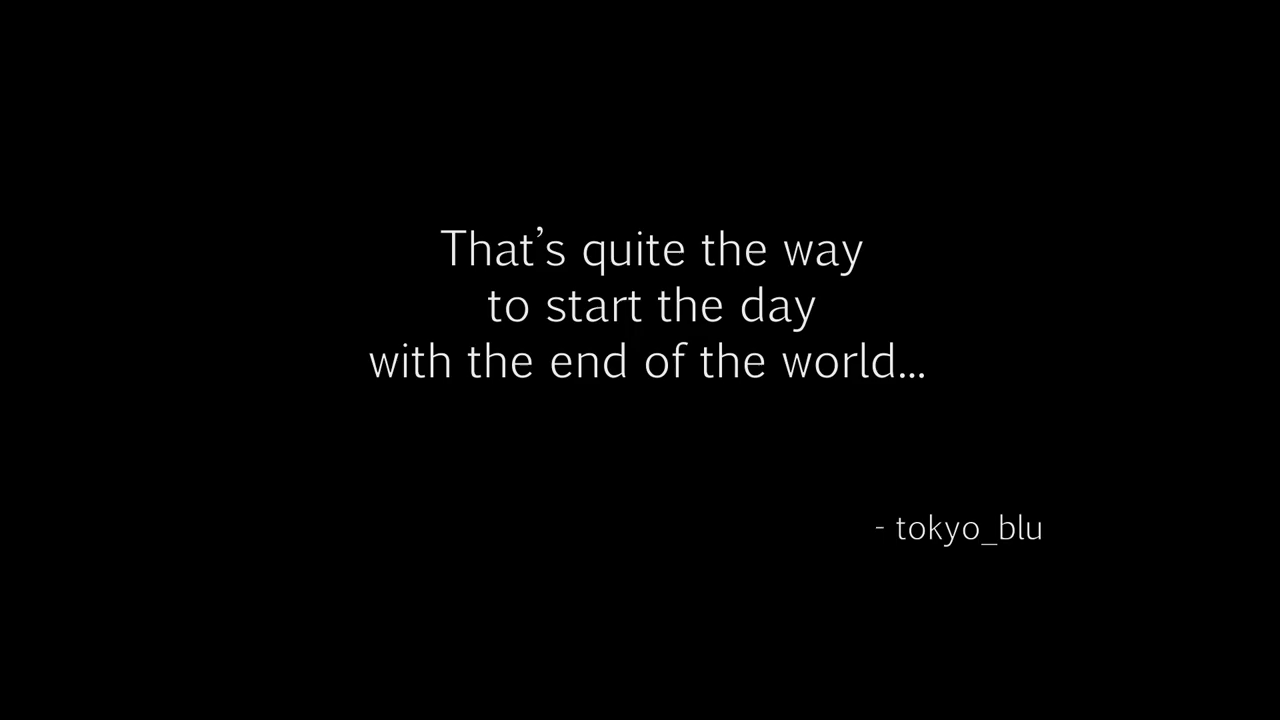 That’s quite the way
to start the day
with the end of the world...
- tokyo_blu